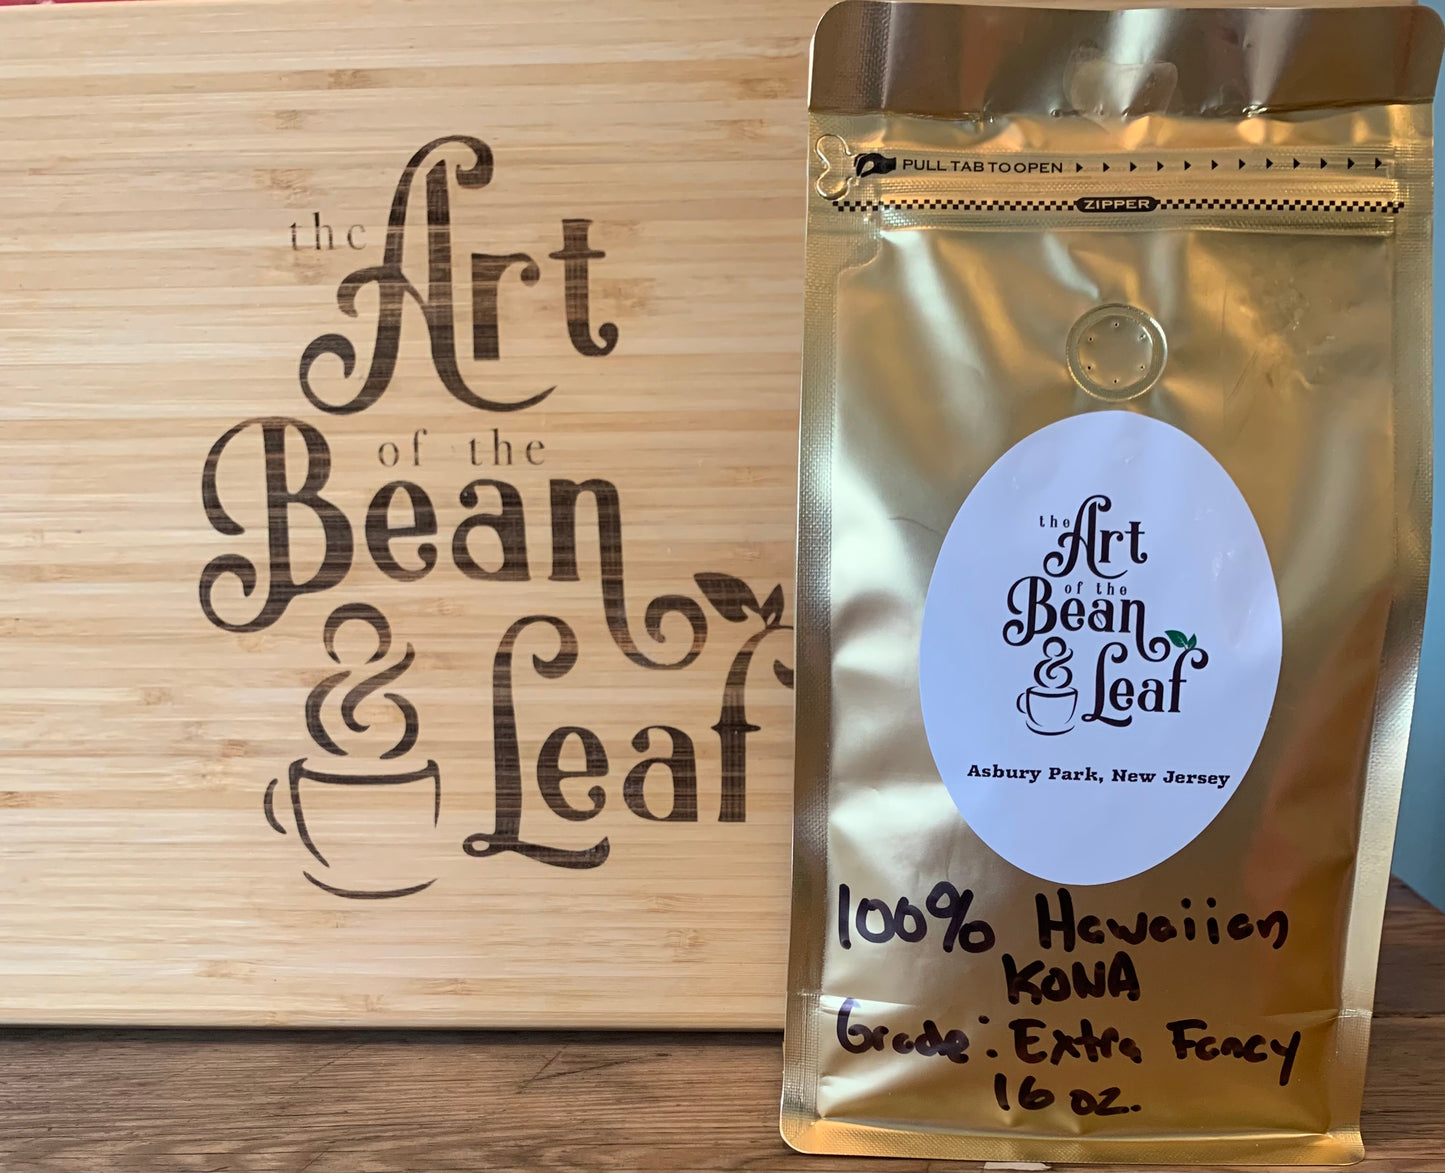 the
Art
of the
Bean
& Leaf
PULL TAB TO OPEN
ZIPPER
the
Art
of the
Bean
& Leaf
Asbury Park, New Jersey
100% Hawaiian
KONA
Grade: Extra Fancy
16 oz.